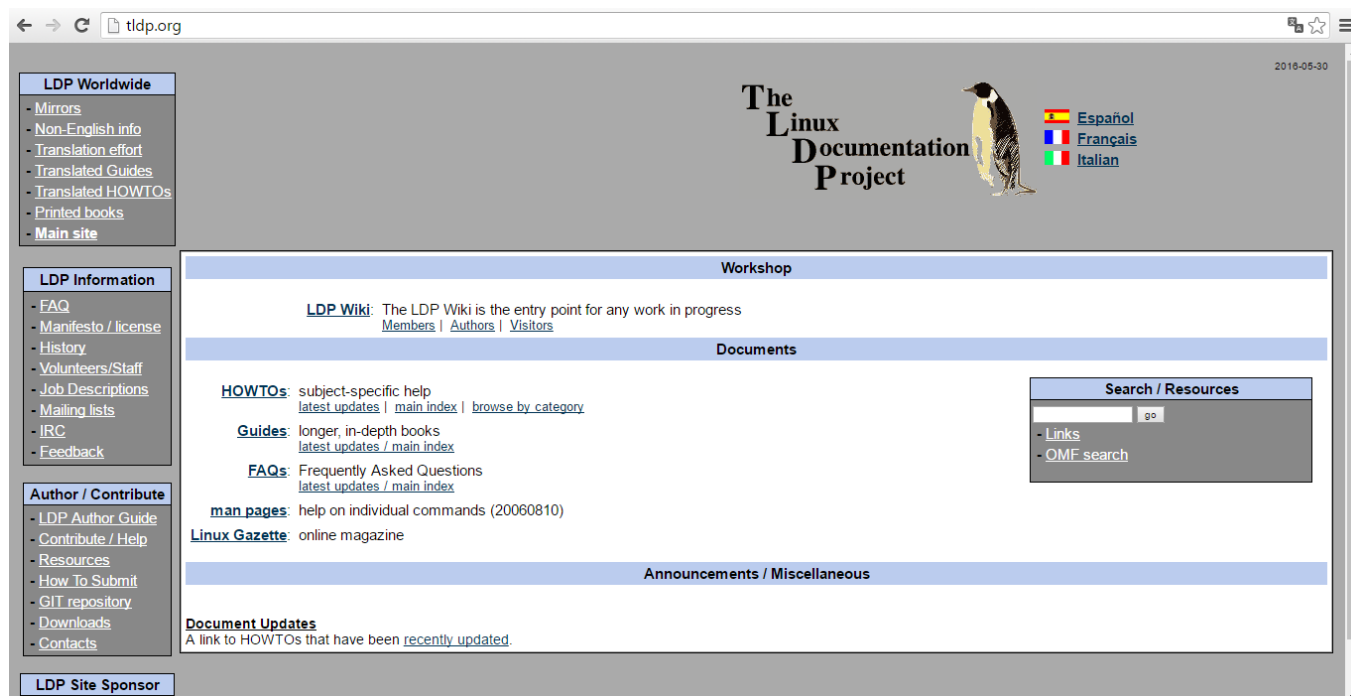 tldp.org
2016-05-30
LDP Worldwide
- Mirrors
- Non-English info
- Translation effort
- Translated Guides
- Translated HOWTOs
- Printed books
- Main site
The
Linux
Documentation
Project
Español
Français
Italian
LDP Information
- FAQ
- Manifesto / license
- History
- Volunteers/Staff
- Job Descriptions
- Mailing lists
- IRC
- Feedback
Author / Contribute
- LDP Author Guide
- Contribute / Help
- Resources
- How To Submit
- GIT repository
- Downloads
- Contacts
LDP Site Sponsor
Workshop
LDP Wiki: The LDP Wiki is the entry point for any work in progress
Members | Authors | Visitors
Documents
HOWTOs: subject-specific help
latest updates | main index | browse by category
Guides: longer, in-depth books
latest updates / main index
FAQs: Frequently Asked Questions
latest updates / main index
man pages: help on individual commands (20060810)
Linux Gazette: online magazine
Search / Resources
go
- Links
- OMF search
Announcements / Miscellaneous
Document Updates
A link to HOWTOs that have been recently updated.